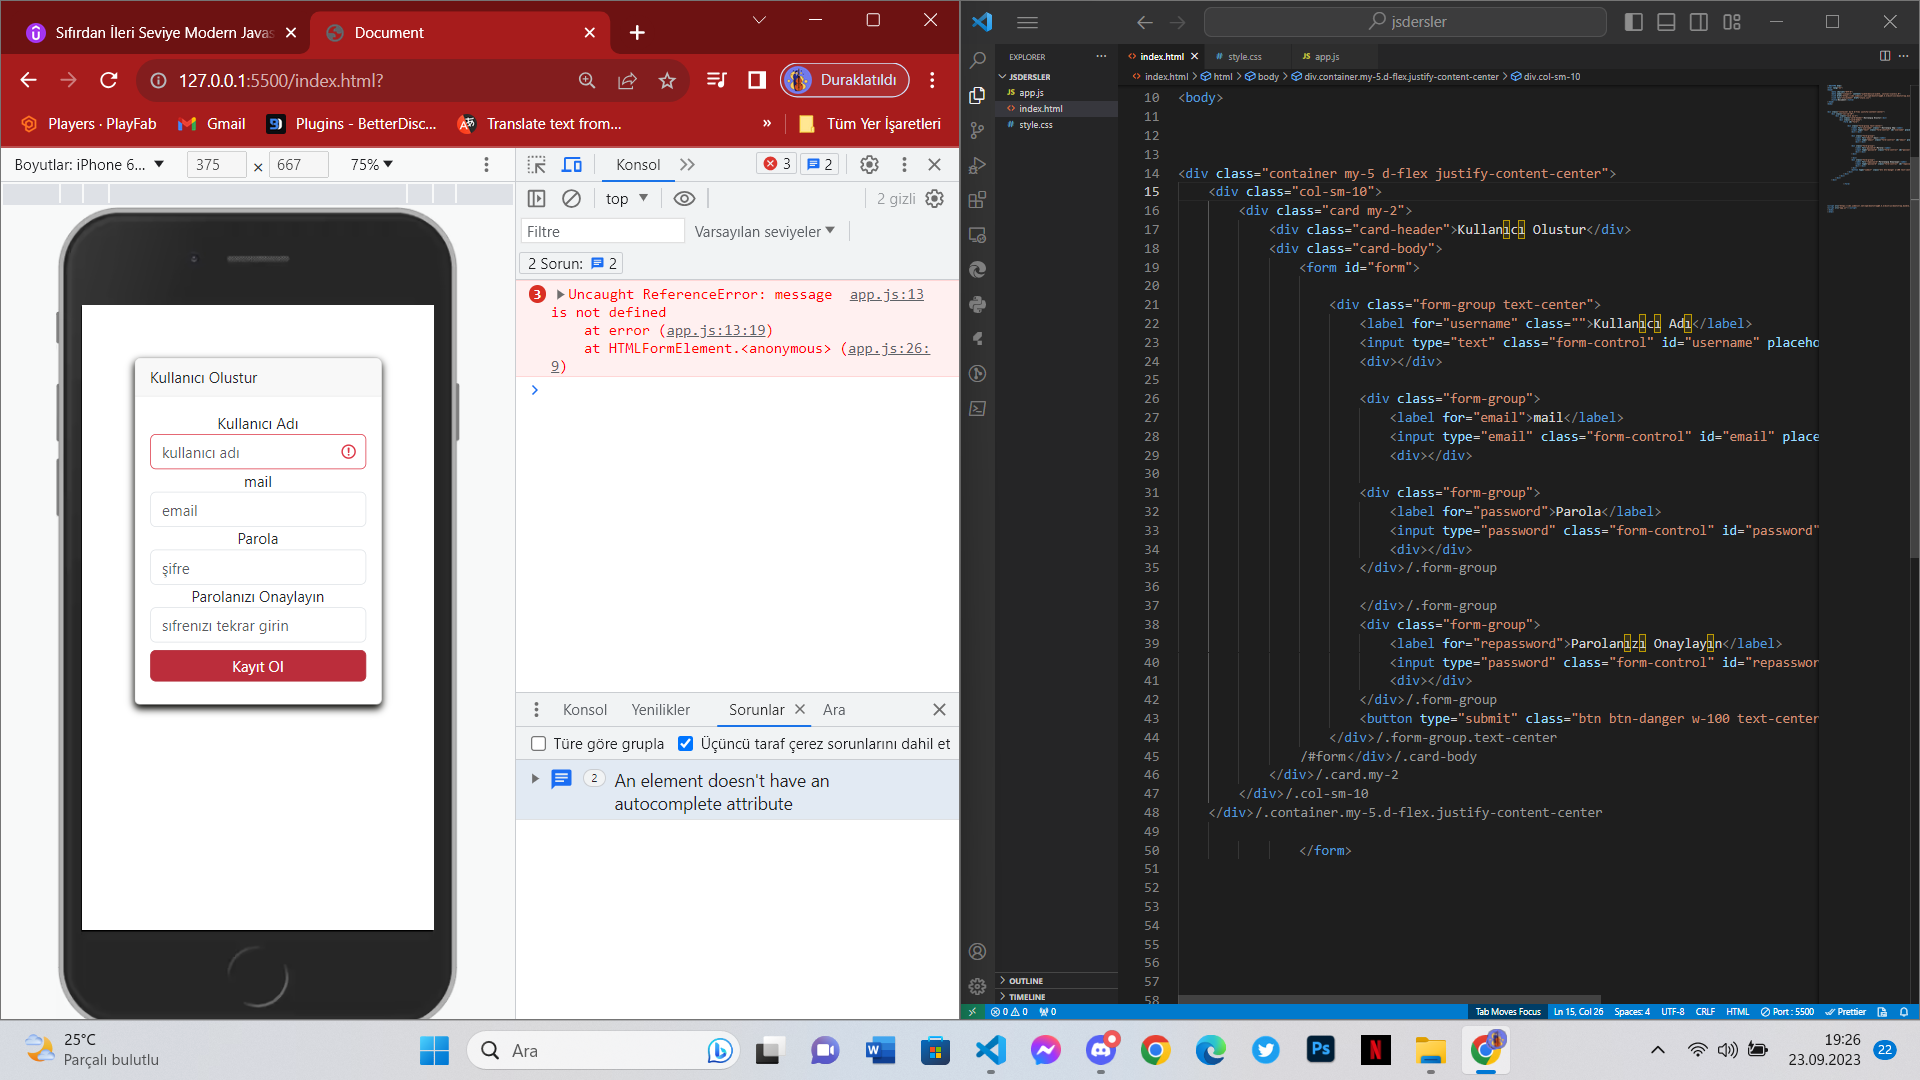 Sıfırdan İleri Seviye Modern Javas
Document
127.0.0.1:5500/index.html?
Duraklatıldı
Players · PlayFab
Gmail
Plugins - BetterDisc...
Translate text from...
»
Tüm Yer İşaretleri
Boyutlar: iPhone 6...
375
×
667
75%
Konsol
3
2
top
2 gizli
Filtre
Varsayılan seviyeler
2 Sorun:
2
3
Uncaught ReferenceError: message
app.js:13
is not defined
at error (app.js:13:19)
at HTMLFormElement.<anonymous> (app.js:26:
9)
Kullanıcı Olustur
Kullanıcı Adı
kullanıcı adı
mail
email
Parola
şifre
Parolanızı Onaylayın
sıfrenızı tekrar girin
Kayıt Ol
Konsol
Yenilikler
Sorunlar
Ara
Türe göre grupla
Üçüncü taraf çerez sorunlarını dahil et
2
An element doesn't have an
autocomplete attribute
jsdersler
EXPLORER
JSDERSLER
app.js
index.html
style.css
OUTLINE
TIMELINE
index.html
style.css
app.js
index.html > html > body > div.container.my-5.d-flex.justify-content-center > div.col-sm-10
10 <body>
11
12
13
14 <div class="container my-5 d-flex justify-content-center">
15 <div class="col-sm-10">
16 <div class="card my-2">
17 <div class="card-header">Kullanıcı Olustur</div>
18 <div class="card-body">
19 <form id="form">
20
21 <div class="form-group text-center">
22 <label for="username" class="">Kullanıcı Adı</label>
23 <input type="text" class="form-control" id="username" placeho
24 <div></div>
25
26 <div class="form-group">
27 <label for="email">mail</label>
28 <input type="email" class="form-control" id="email" place
29 <div></div>
30
31 <div class="form-group">
32 <label for="password">Parola</label>
33 <input type="password" class="form-control" id="password"
34 <div></div>
35 </div>/.form-group
36
37 </div>/.form-group
38 <div class="form-group">
39 <label for="repassword">Parolanızı Onaylayın</label>
40 <input type="password" class="form-control" id="repasswor
41 <div></div>
42 </div>/.form-group
43 <button type="submit" class="btn btn-danger w-100 text-center
44 </div>/.form-group.text-center
45 /#form</div>/.card-body
46 </div>/.card.my-2
47 </div>/.col-sm-10
48 </div>/.container.my-5.d-flex.justify-content-center
49
50 </form>
51
52
53
54
55
56
57
58
0 0 0
Tab Moves Focus
Ln 15, Col 26
Spaces: 4
UTF-8
CRLF
HTML
Port : 5500
Prettier
25°C
Parçalı bulutlu
Ara
19:26
23.09.2023
22